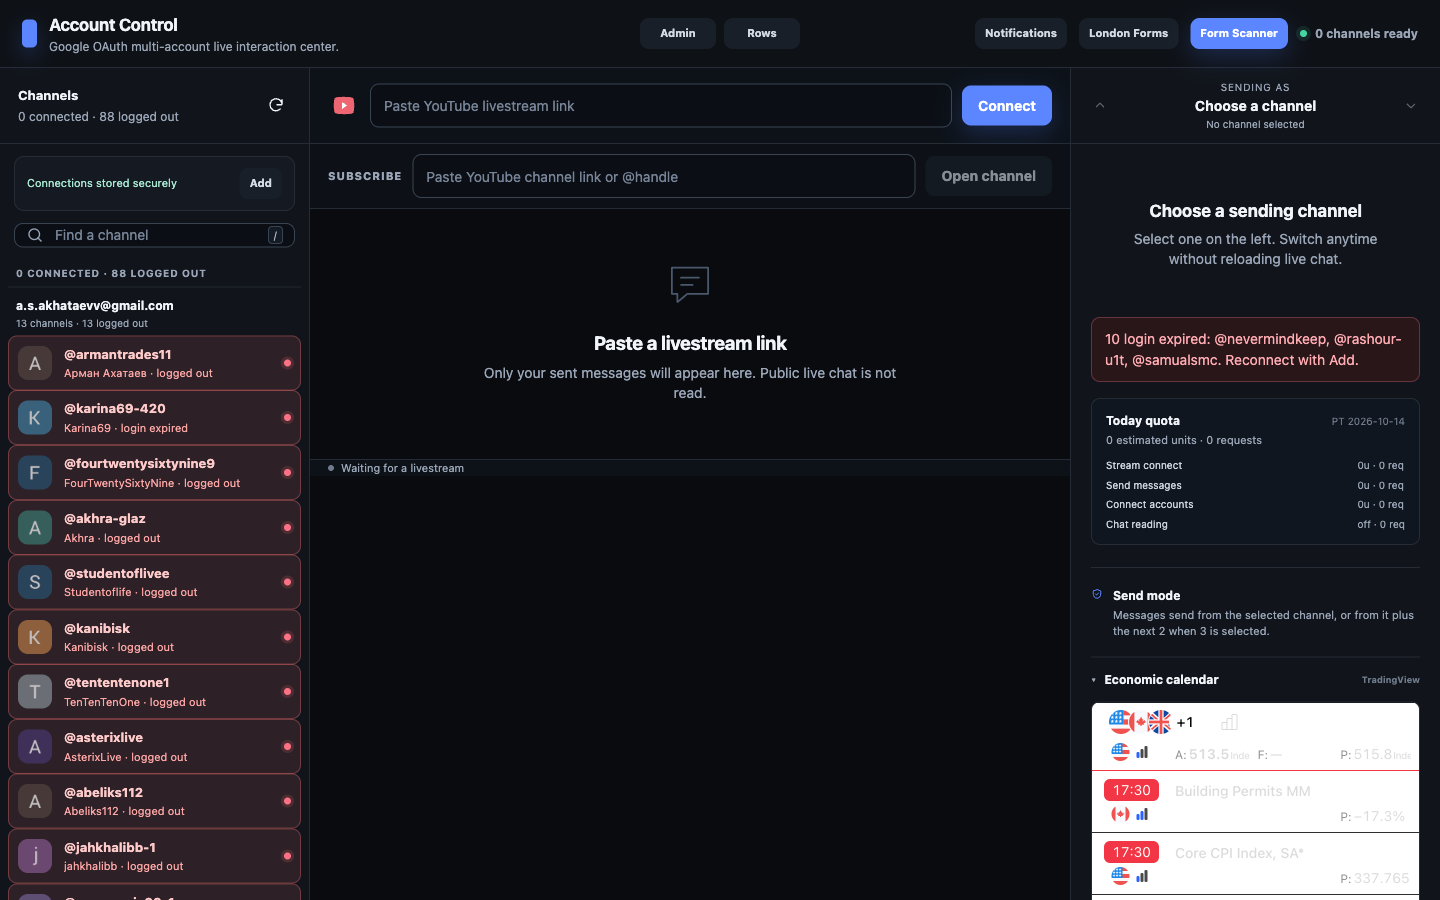 Account Control
Google OAuth multi-account live interaction center.
Admin
Rows
Notifications
London Forms
Form Scanner
0 channels ready
Channels
0 connected · 88 logged out
Connections stored securely
Add
Find a channel
/
0 CONNECTED · 88 LOGGED OUT
a.s.akhataevv@gmail.com
13 channels · 13 logged out
A
@armantrades11
Арман Ахатаев · logged out
K
@karina69-420
Karina69 · login expired
F
@fourtwentysixtynine9
FourTwentySixtyNine · logged out
A
@akhra-glaz
Akhra · logged out
S
@studentoflivee
Studentoflife · logged out
K
@kanibisk
Kanibisk · logged out
T
@tententenone1
TenTenTenOne · logged out
A
@asterixlive
AsterixLive · logged out
A
@abeliks112
Abeliks112 · logged out
j
@jahkhalibb-1
jahkhalibb · logged out
Paste YouTube livestream link
Connect
SUBSCRIBE
Paste YouTube channel link or @handle
Open channel
Paste a livestream link
Only your sent messages will appear here. Public live chat is not
read.
Waiting for a livestream
SENDING AS
Choose a channel
No channel selected
Choose a sending channel
Select one on the left. Switch anytime
without reloading live chat.
10 login expired: @nevermindkeep, @rashour-
u1t, @samualsmc. Reconnect with Add.
Today quota
PT 2026-10-14
0 estimated units · 0 requests
Stream connect
0u · 0 req
Send messages
0u · 0 req
Connect accounts
0u · 0 req
Chat reading
off · 0 req
Send mode
Messages send from the selected channel, or from it plus
the next 2 when 3 is selected.
Economic calendar
TradingView
+1
A: 513.5 Inde F: — P: 515.8 Inde
17:30
Building Permits MM
P: −17.3%
17:30
Core CPI Index, SA*
P: 337.765